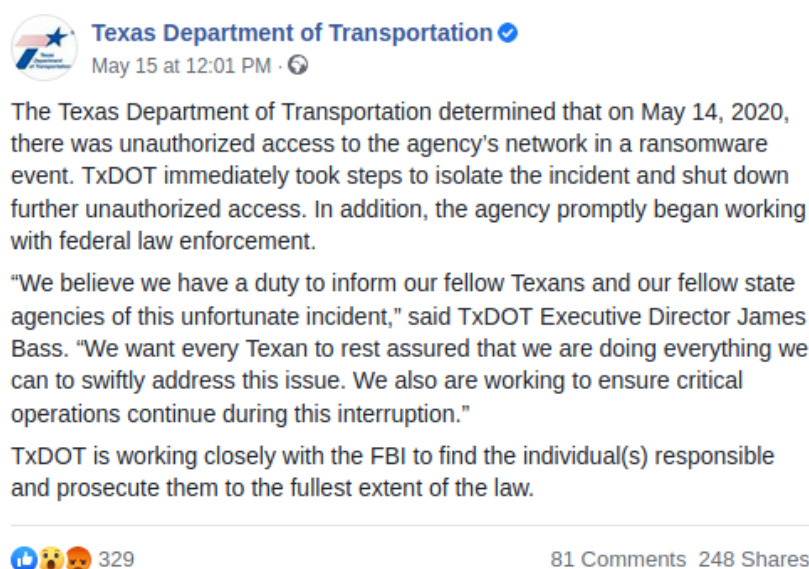 Texas Department of Transportation
May 15 at 12:01 PM ·
The Texas Department of Transportation determined that on May 14, 2020,
there was unauthorized access to the agency’s network in a ransomware
event. TxDOT immediately took steps to isolate the incident and shut down
further unauthorized access. In addition, the agency promptly began working
with federal law enforcement.
“We believe we have a duty to inform our fellow Texans and our fellow state
agencies of this unfortunate incident,” said TxDOT Executive Director James
Bass. “We want every Texan to rest assured that we are doing everything we
can to swiftly address this issue. We also are working to ensure critical
operations continue during this interruption.”
TxDOT is working closely with the FBI to find the individual(s) responsible
and prosecute them to the fullest extent of the law.
329 81 Comments 248 Shares
Texas
Department
of Transportation